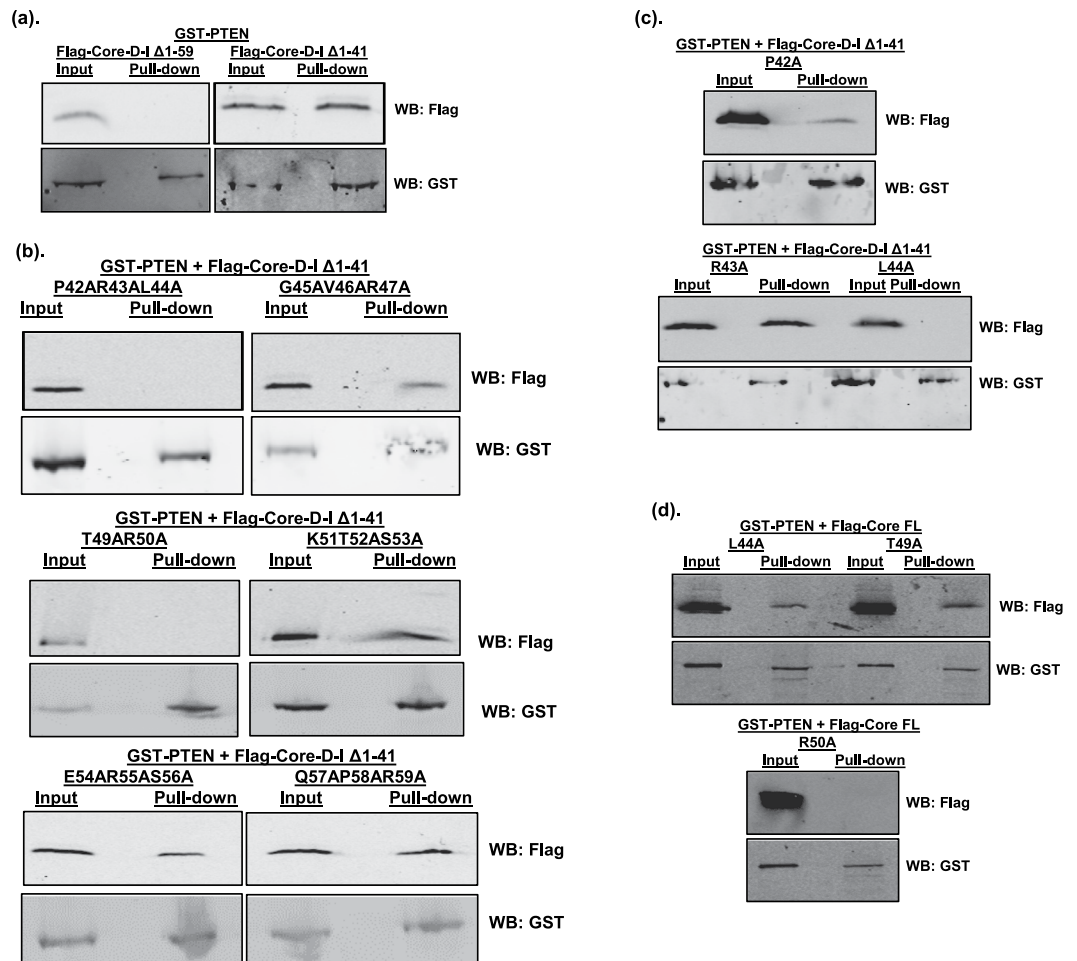 (a).
GST-PTEN
Flag-Core-D-I Δ1-59 Flag-Core-D-I Δ1-41
Input Pull-down Input Pull-down
WB: Flag
WB: GST
(b).
GST-PTEN + Flag-Core-D-I Δ1-41
P42AR43AL44A G45AV46AR47A
Input Pull-down Input Pull-down
WB: Flag
WB: GST
GST-PTEN + Flag-Core-D-I Δ1-41
T49AR50A K51T52AS53A
Input Pull-down Input Pull-down
WB: Flag
WB: GST
GST-PTEN + Flag-Core-D-I Δ1-41
E54AR55AS56A Q57AP58AR59A
Input Pull-down Input Pull-down
WB: Flag
WB: GST
(c).
GST-PTEN + Flag-Core-D-I Δ1-41
P42A
Input Pull-down
WB: Flag
WB: GST
GST-PTEN + Flag-Core-D-I Δ1-41
R43A L44A
Input Pull-down Input Pull-down
WB: Flag
WB: GST
(d).
GST-PTEN + Flag-Core FL
L44A T49A
Input Pull-down Input Pull-down
WB: Flag
WB: GST
GST-PTEN + Flag-Core FL
R50A
Input Pull-down
WB: Flag
WB: GST